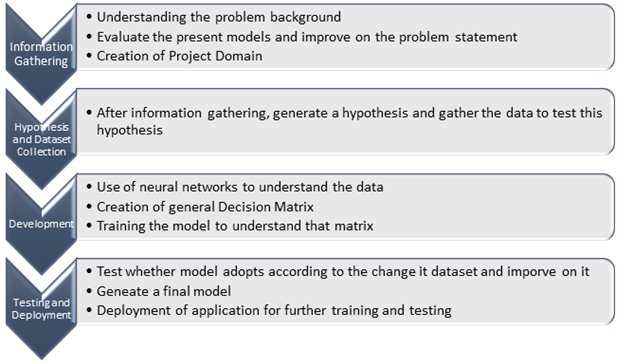 Information
Gathering
• Understanding the problem background
• Evaluate the present models and improve on the problem statement
• Creation of Project Domain
Hypothesis
and Dataset
Collection
• After information gathering, generate a hypothesis and gather the data to test this
hypothesis
Development
• Use of neural networks to understand the data
• Creation of general Decision Matrix
• Training the model to understand that matrix
Testing and
Deployment
• Test whether model adopts according to the change it dataset and imporve on it
• Geneate a final model
• Deployment of application for further training and testing